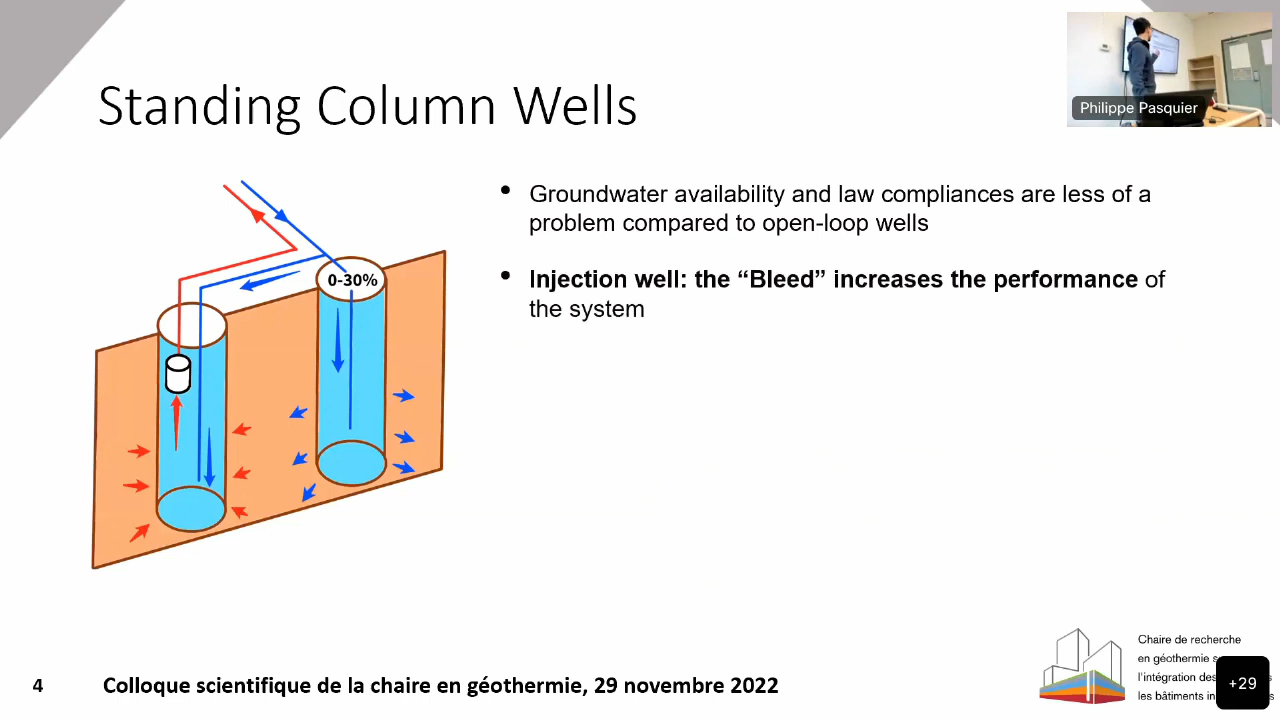 Philippe Pasquier
Standing Column Wells
0-30%
• Groundwater availability and law compliances are less of a
problem compared to open-loop wells
• Injection well: the “Bleed” increases the performance of
the system
Chaire de recherche
en géothermie
l'intégration des
les bâtiments
+29
4
Colloque scientifique de la chaire en géothermie, 29 novembre 2022